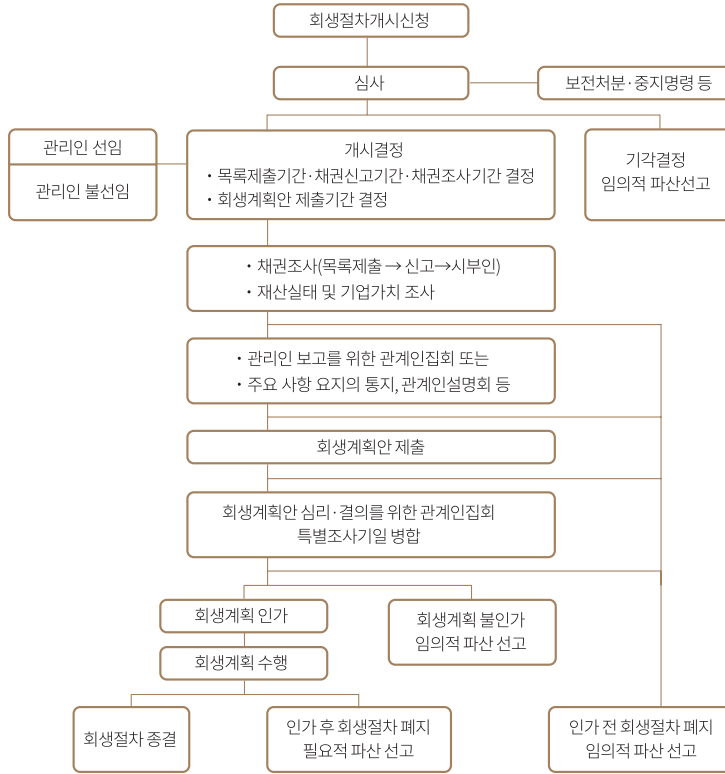 회생절차개시신청
심사
보전처분·중지명령 등
관리인 선임
관리인 불선임
개시결정
· 목록제출기간·채권신고기간·채권조사기간 결정
· 회생계획안 제출기간 결정
기각결정
임의적 파산선고
· 채권조사(목록제출 → 신고→시부인)
· 재산실태 및 기업가치 조사
· 관리인 보고를 위한 관계인집회 또는
· 주요 사항 요지의 통지, 관계인설명회 등
회생계획안 제출
회생계획안 심리·결의를 위한 관계인집회
특별조사기일 병합
회생계획 인가
회생계획 불인가
임의적 파산 선고
회생계획 수행
회생절차 종결
인가 후 회생절차 폐지
필요적 파산 선고
인가 전 회생절차 폐지
임의적 파산 선고